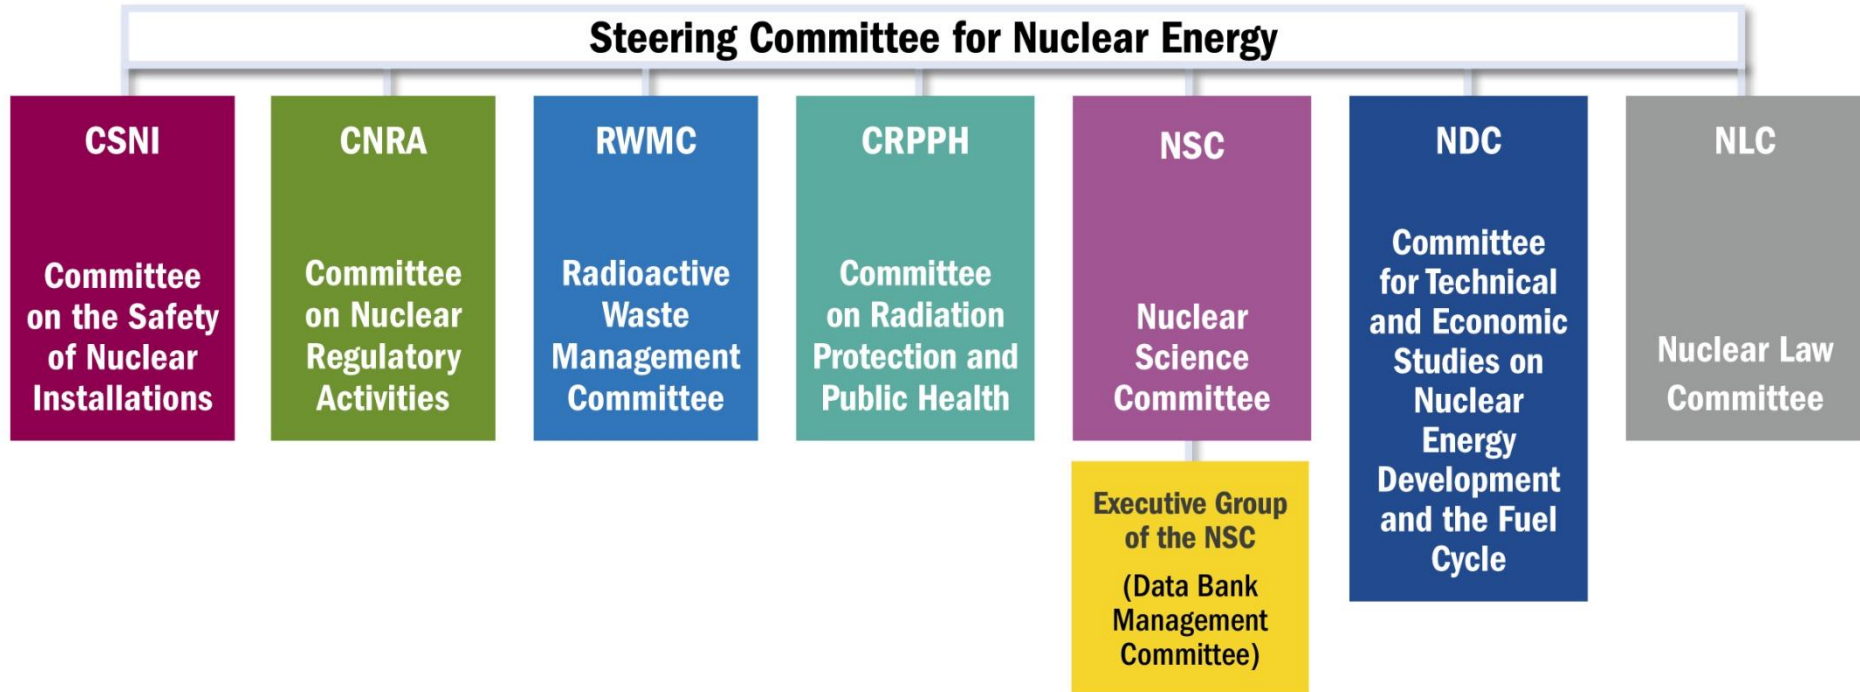 Steering Committee for Nuclear Energy
CSNI
Committee
on the Safety
of Nuclear
Installations
CNRA
Committee
on Nuclear
Regulatory
Activities
RWMC
Radioactive
Waste
Management
Committee
CRPPH
Committee
on Radiation
Protection and
Public Health
NSC
Nuclear
Science
Committee
Executive Group
of the NSC
(Data Bank
Management
Committee)
NDC
Committee
for Technical
and Economic
Studies on
Nuclear
Energy
Development
and the Fuel
Cycle
NLC
Nuclear Law
Committee